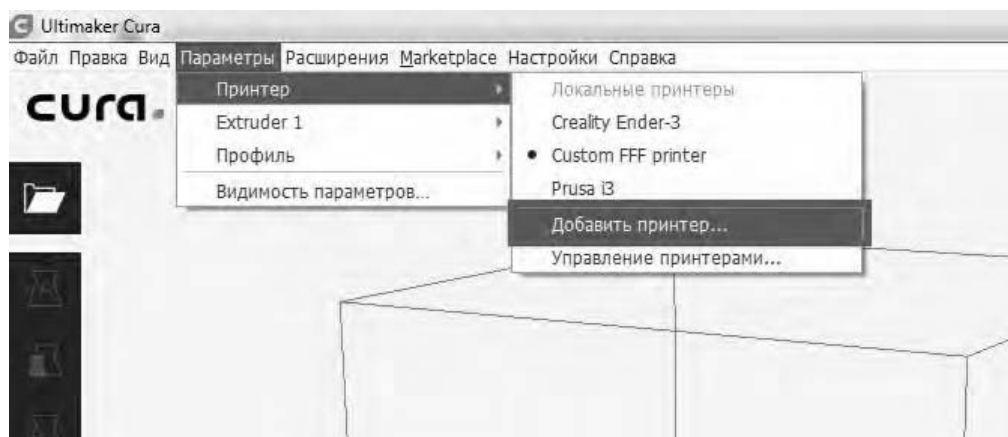 Ultimaker Cura
Файл Правка Вид Параметры Расширения Marketplace Настройки Справка
cura.
Принтер
Extruder 1
Профиль
Видимость параметров...
Локальные принтеры
Creality Ender-3
Custom FFF printer
Prusa i3
Добавить принтер...
Управление принтерами...